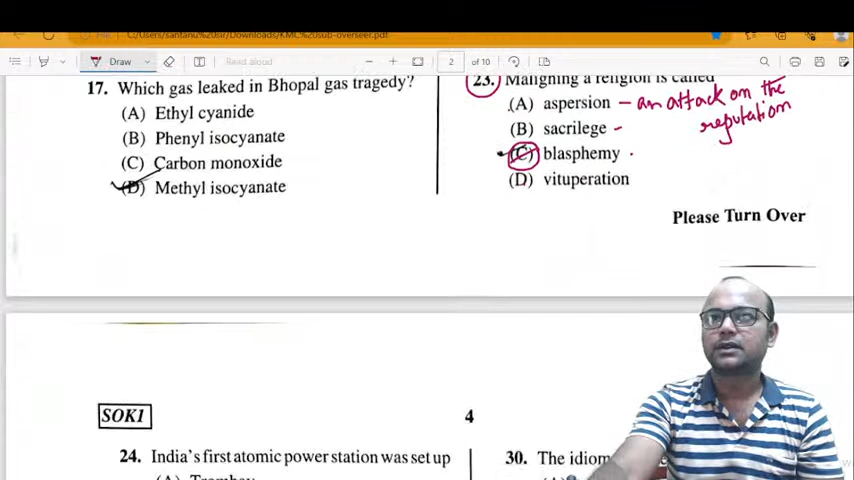 C:/Users/santanu%20sir/Downloads/KMC%20sub-overseer.pdf
Draw
Read aloud
2
of 10
17. Which gas leaked in Bhopal gas tragedy?
(A) Ethyl cyanide
(B) Phenyl isocyanate
(C) Carbon monoxide
(D) Methyl isocyanate
23. Maligning a religion is called
(A) aspersion – an attack on the
reputation
(B) sacrilege –
(C) blasphemy
(D) vituperation
Please Turn Over
SOK1
4
24. India's first atomic power station was set up
(A) Trombay
30. The idiom